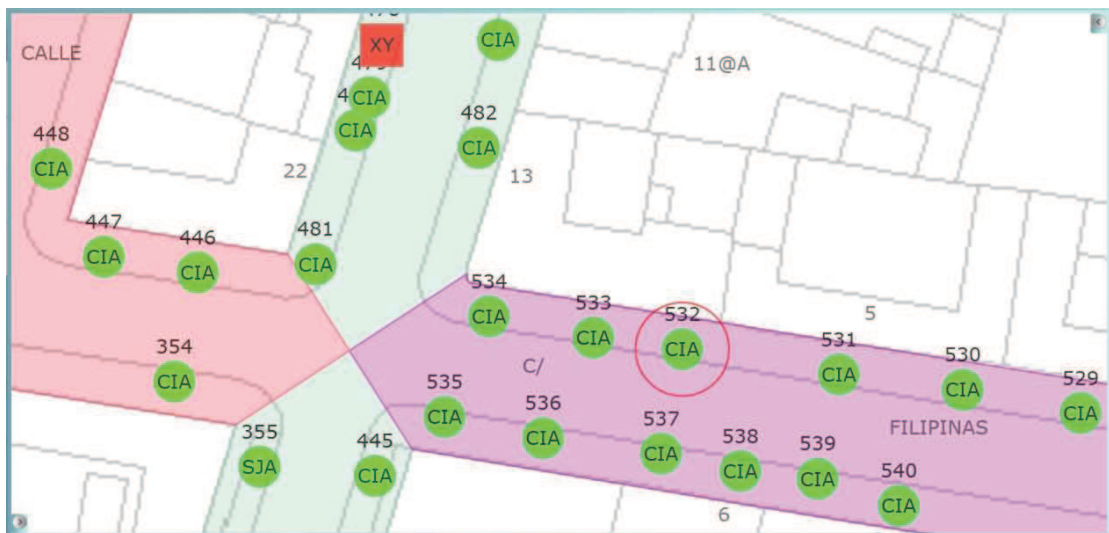 CIA
XY
CALLE
11@A
479
CIA
482
CIA
448
CIA
CIA
22
13
447
446
481
CIA
CIA
CIA
534
533
532
531
530
529
5
CIA
CIA
CIA
CIA
CIA
CIA
354
CIA
C/
535
536
537
538
539
540
FILIPINAS
CIA
CIA
CIA
CIA
CIA
CIA
355
445
SJA
CIA
6